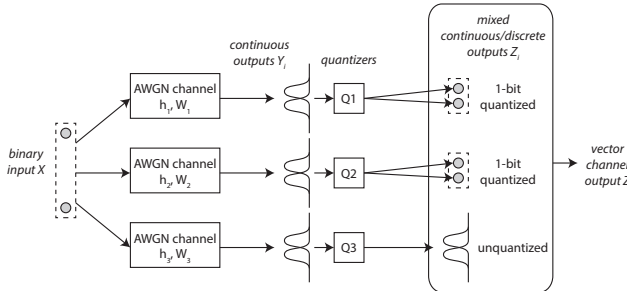 mixed
continuous/discrete
outputs Zi
continuous
outputs Yi
quantizers
AWGN channel
h1, W1
Q1
1-bit
quantized
binary
input X
AWGN channel
h2, W2
Q2
1-bit
quantized
vector
channel
output Z
AWGN channel
h3, W3
Q3
unquantized